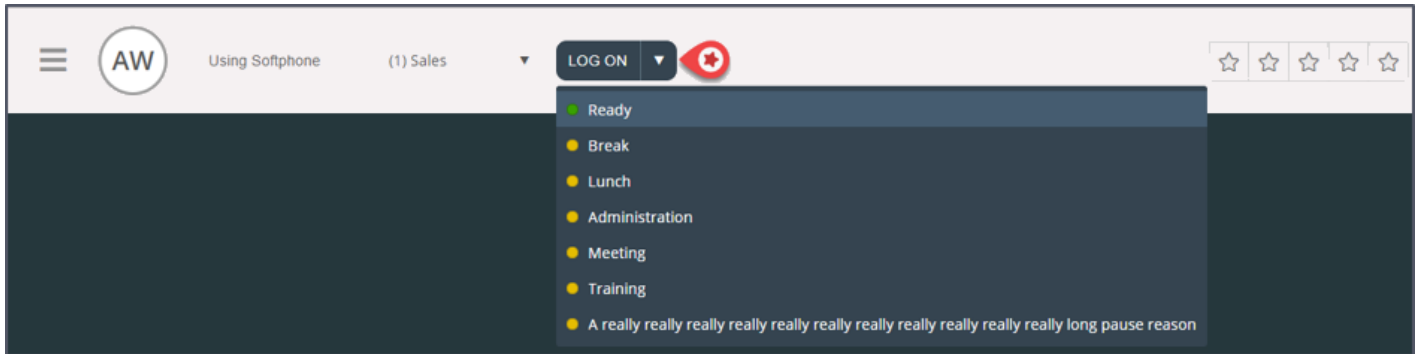 AW
Using Softphone
(1) Sales
LOG ON
Ready
Break
Lunch
Administration
Meeting
Training
A really really really really really really really really really really really long pause reason